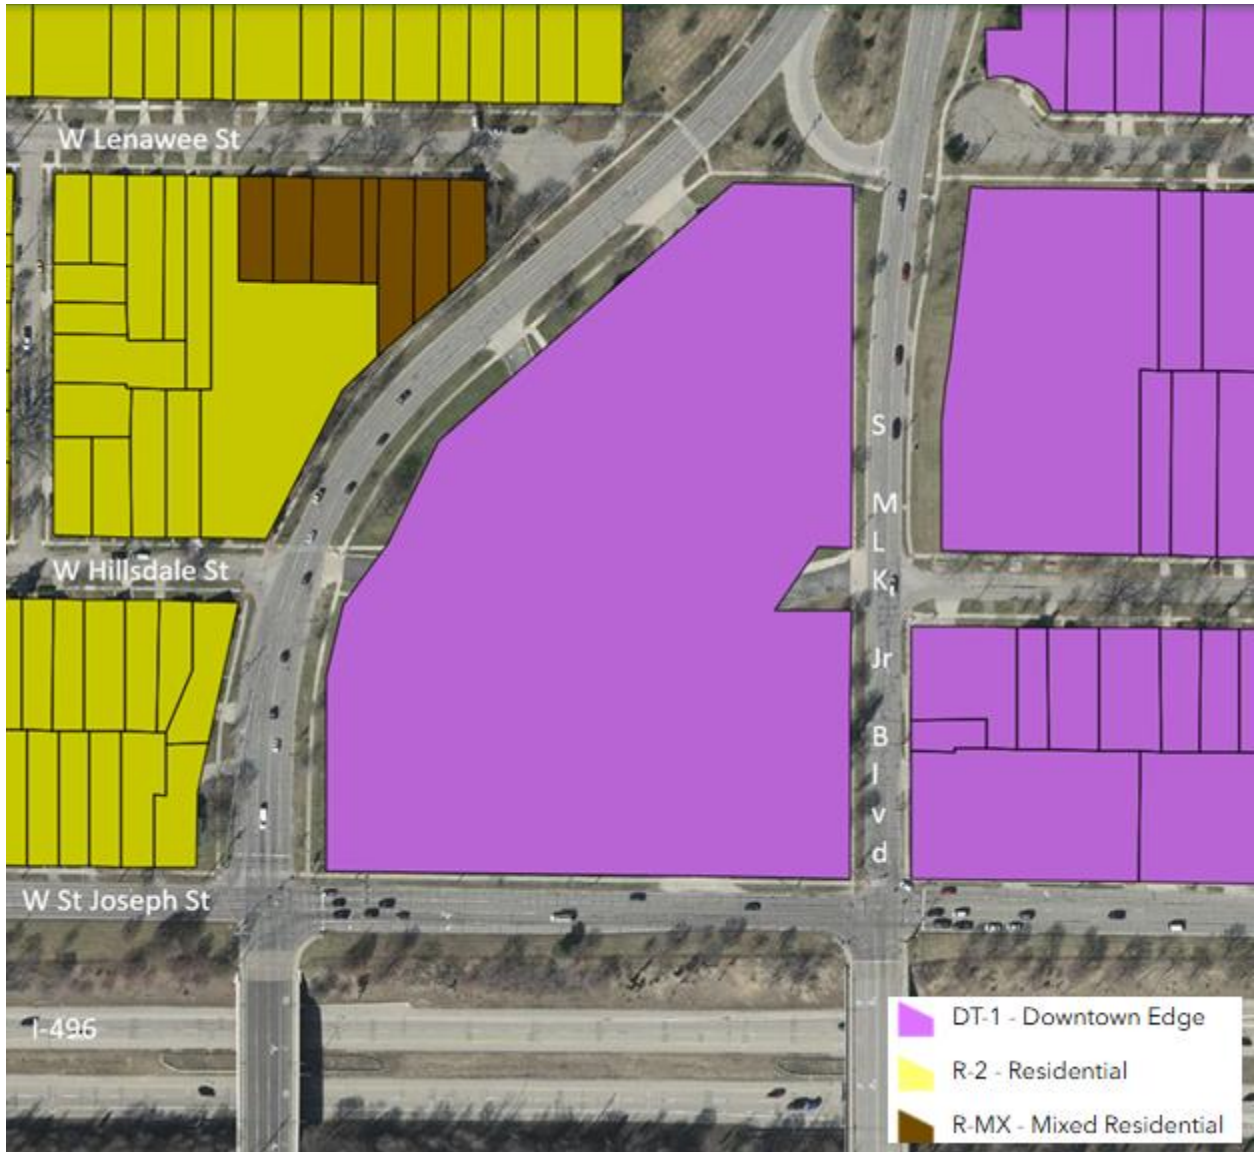 W Lenawee St
S
M
L
K,
Jr
B
l
v
d
W Hillsdale St
W St Joseph St
I-496
DT-1 - Downtown Edge
R-2 - Residential
R-MX - Mixed Residential